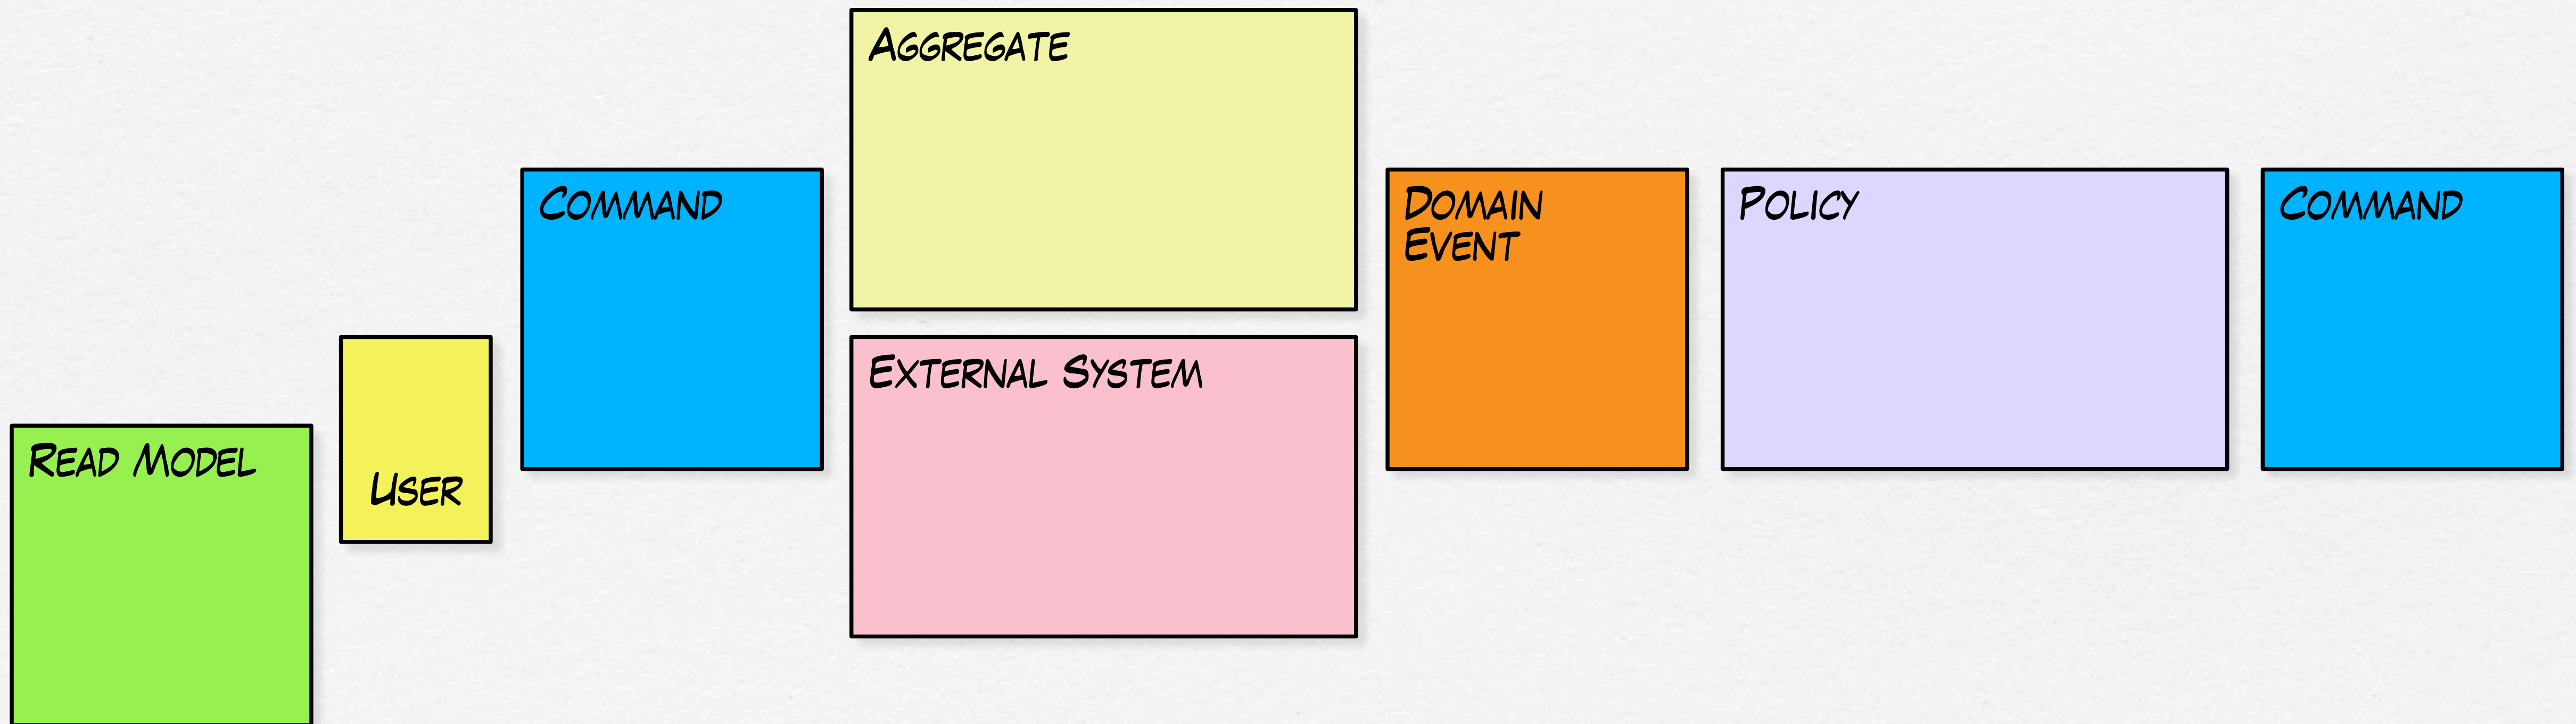 Read Model
User
Command
Aggregate
External System
Domain
Event
Policy
Command